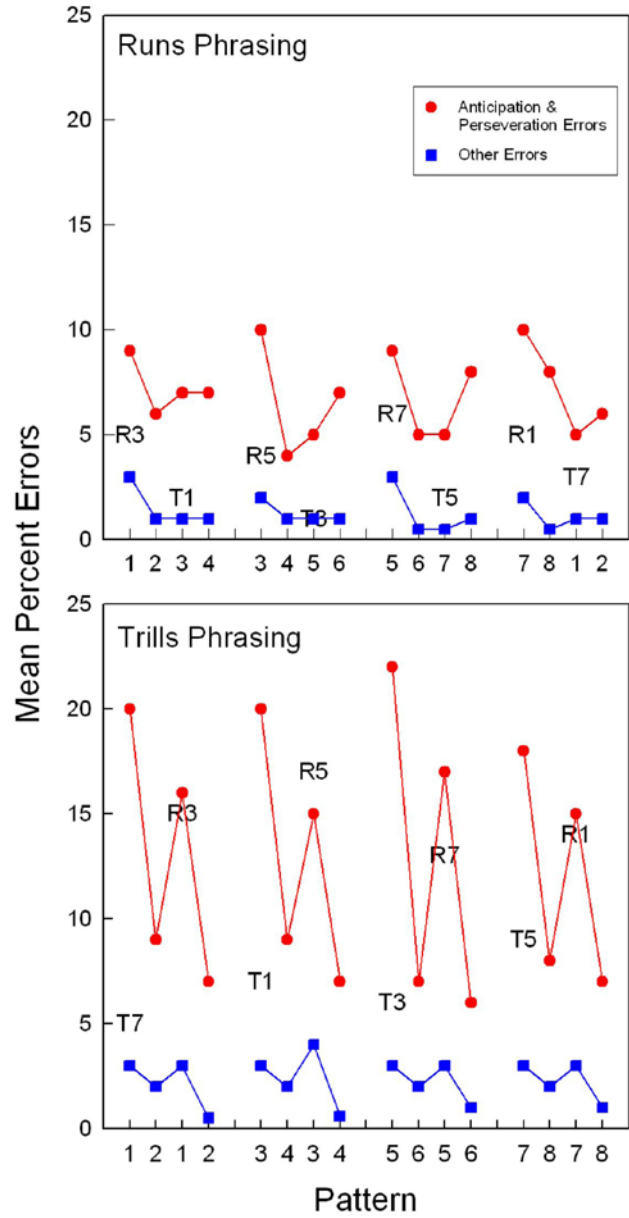 25
Runs Phrasing
Anticipation &
Perseveration Errors
Other Errors
20
15
10
5
0
R3
T1
R5
T3
R7
T5
R1
T7
1 2 3 4 3 4 5 6 5 6 7 8 7 8 1 2
Mean Percent Errors
25
Trills Phrasing
20
15
10
5
0
T7
R3
T1
R5
T3
R7
T5
R1
1 2 1 2 3 4 3 4 5 6 5 6 7 8 7 8
Pattern